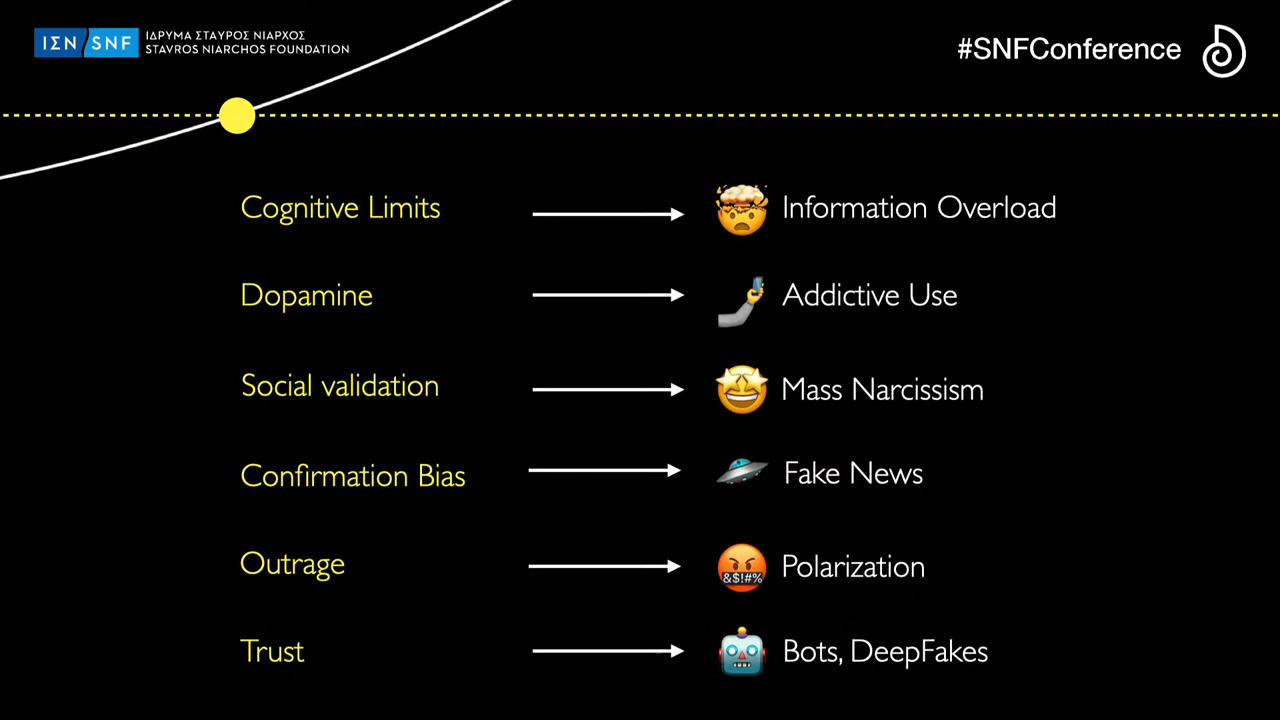 ΙΣΝ SNF
ΙΔΡΥΜΑ ΣΤΑΥΡΟΣ ΝΙΑΡΧΟΣ
STAVROS NIARCHOS FOUNDATION
#SNFConference
Cognitive Limits Information Overload
Dopamine Addictive Use
Social validation Mass Narcissism
Confirmation Bias Fake News
Outrage &$!#% Polarization
Trust Bots, DeepFakes